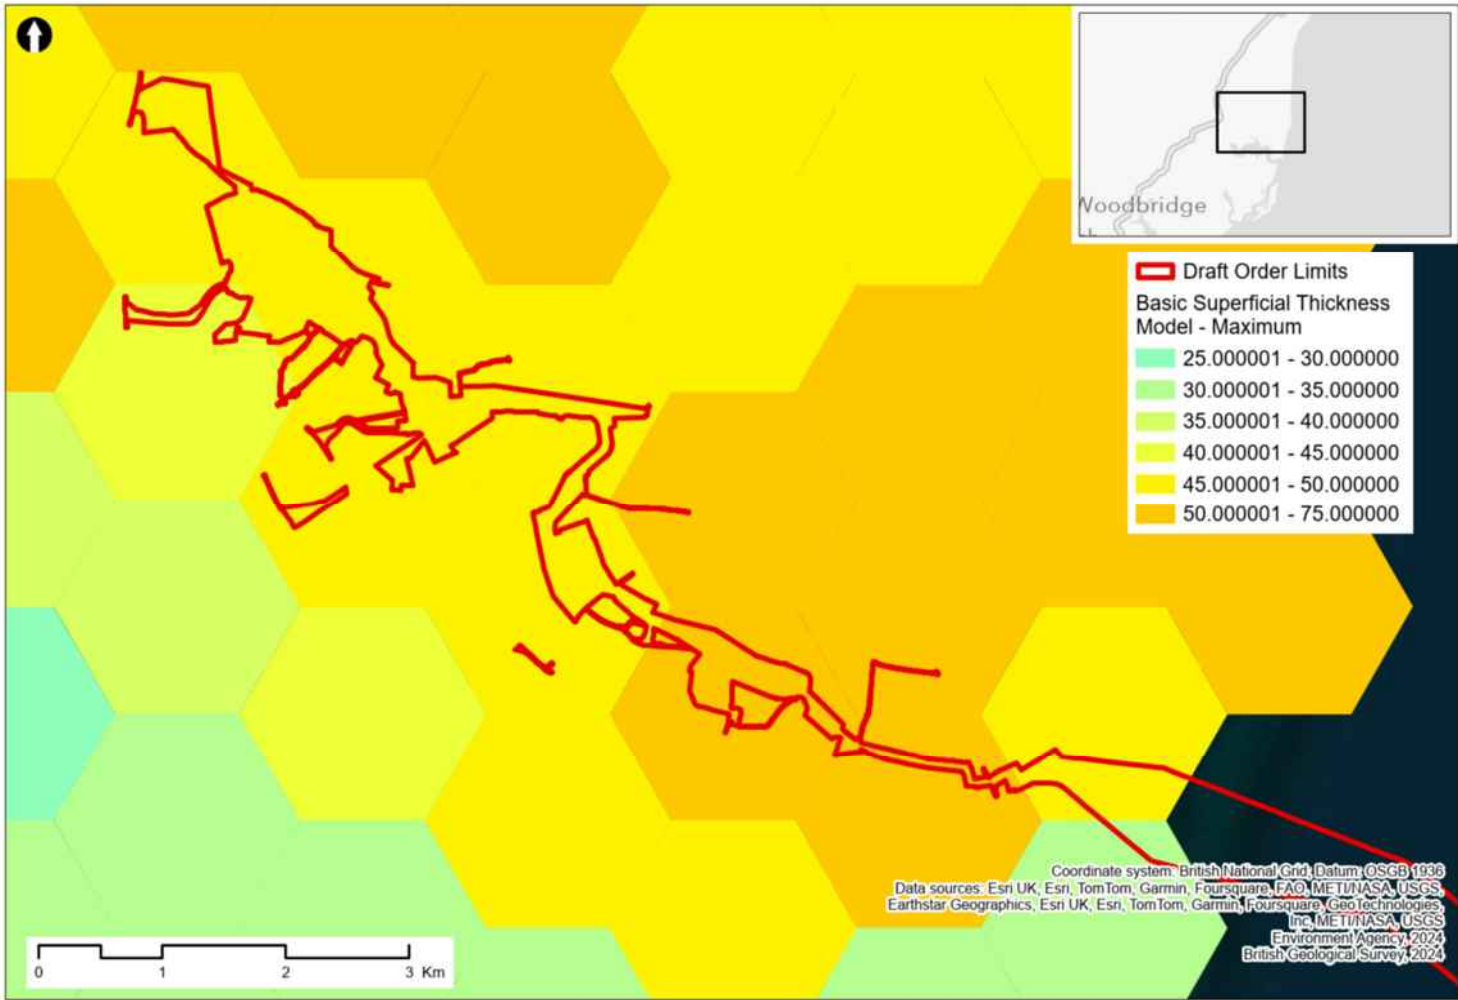 Woodbridge
Draft Order Limits
Basic Superficial Thickness
Model - Maximum
25.000001 - 30.000000
30.000001 - 35.000000
35.000001 - 40.000000
40.000001 - 45.000000
45.000001 - 50.000000
50.000001 - 75.000000
Coordinate system: British National Grid; Datum: OSGB 1936
Data sources: Esri UK, Esri, TomTom, Garmin, Foursquare, FAO, METI/NASA, USGS,
Earthstar Geographics, Esri UK, Esri, TomTom, Garmin, Foursquare, GeoTechnologies,
Inc, METI/NASA, USGS
Environment Agency, 2024
British Geological Survey, 2024
0 1 2 3 Km